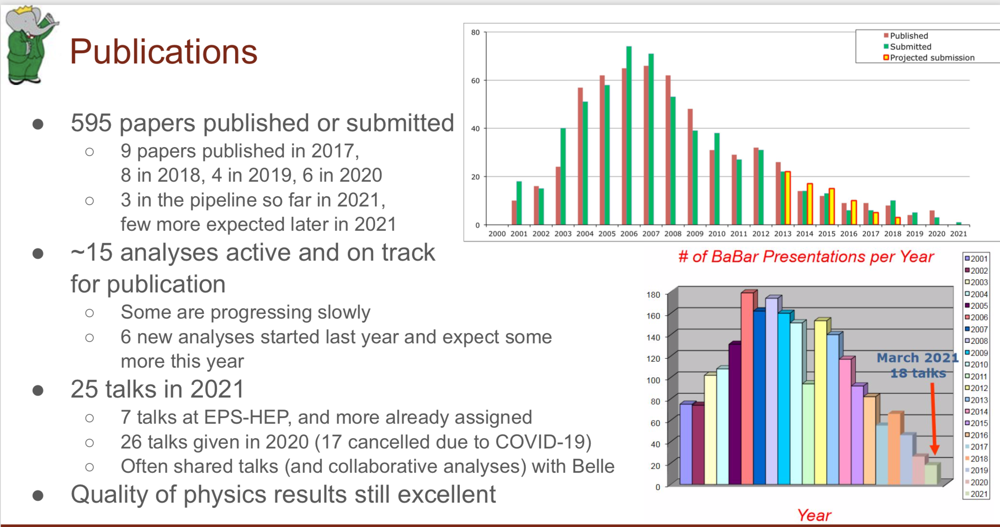 Publications
● 595 papers published or submitted
○ 9 papers published in 2017,
8 in 2018, 4 in 2019, 6 in 2020
○ 3 in the pipeline so far in 2021,
few more expected later in 2021
● ~15 analyses active and on track
for publication
○ Some are progressing slowly
○ 6 new analyses started last year and expect some
more this year
● 25 talks in 2021
○ 7 talks at EPS-HEP, and more already assigned
○ 26 talks given in 2020 (17 cancelled due to COVID-19)
○ Often shared talks (and collaborative analyses) with Belle
● Quality of physics results still excellent
80
60
40
20
0
2000 2001 2002 2003 2004 2005 2006 2007 2008 2009 2010 2011 2012 2013 2014 2015 2016 2017 2018 2019 2020 2021
Published
Submitted
Projected submission
# of BaBar Presentations per Year
180
160
140
120
100
80
60
40
20
0
March 2021
18 talks
Year
2001
2002
2003
2004
2005
2006
2007
2008
2009
2010
2011
2012
2013
2014
2015
2016
2017
2018
2019
2020
2021